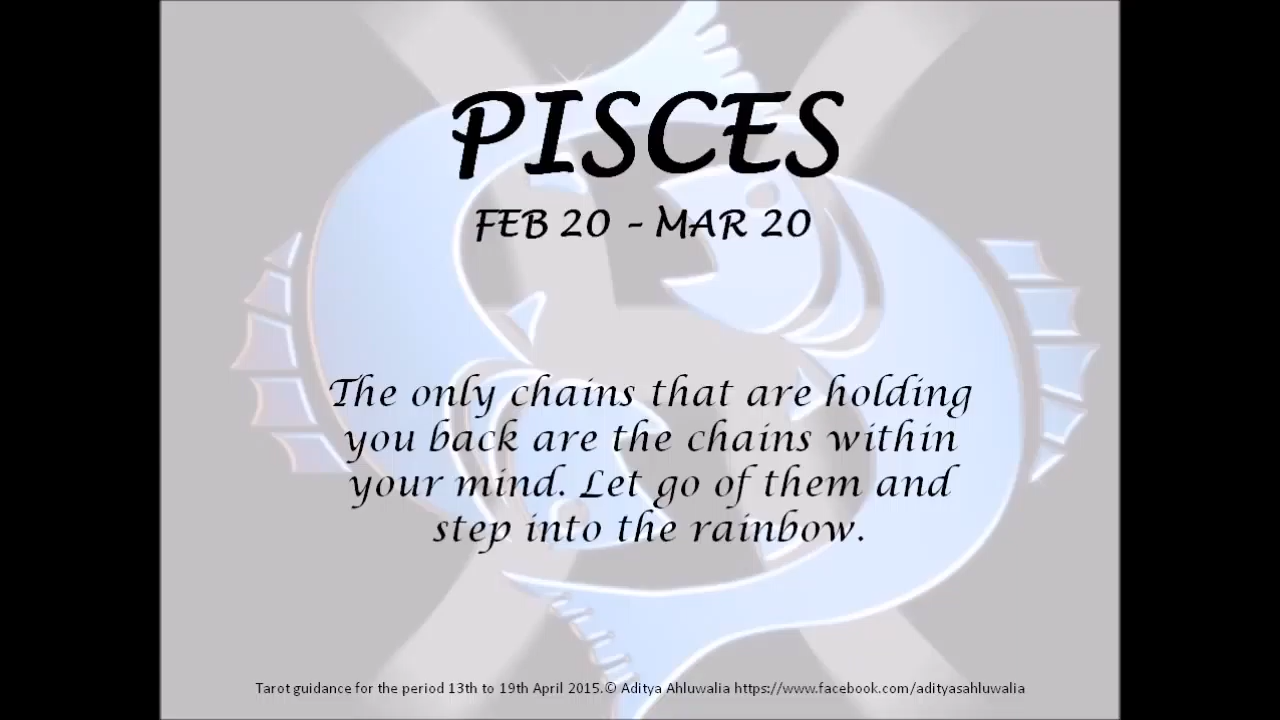 PISCES
FEB 20 - MAR 20
The only chains that are holding
you back are the chains within
your mind. Let go of them and
step into the rainbow.
Tarot guidance for the period 13th to 19th April 2015.© Aditya Ahluwalia https://www.facebook.com/adityasahluwalia